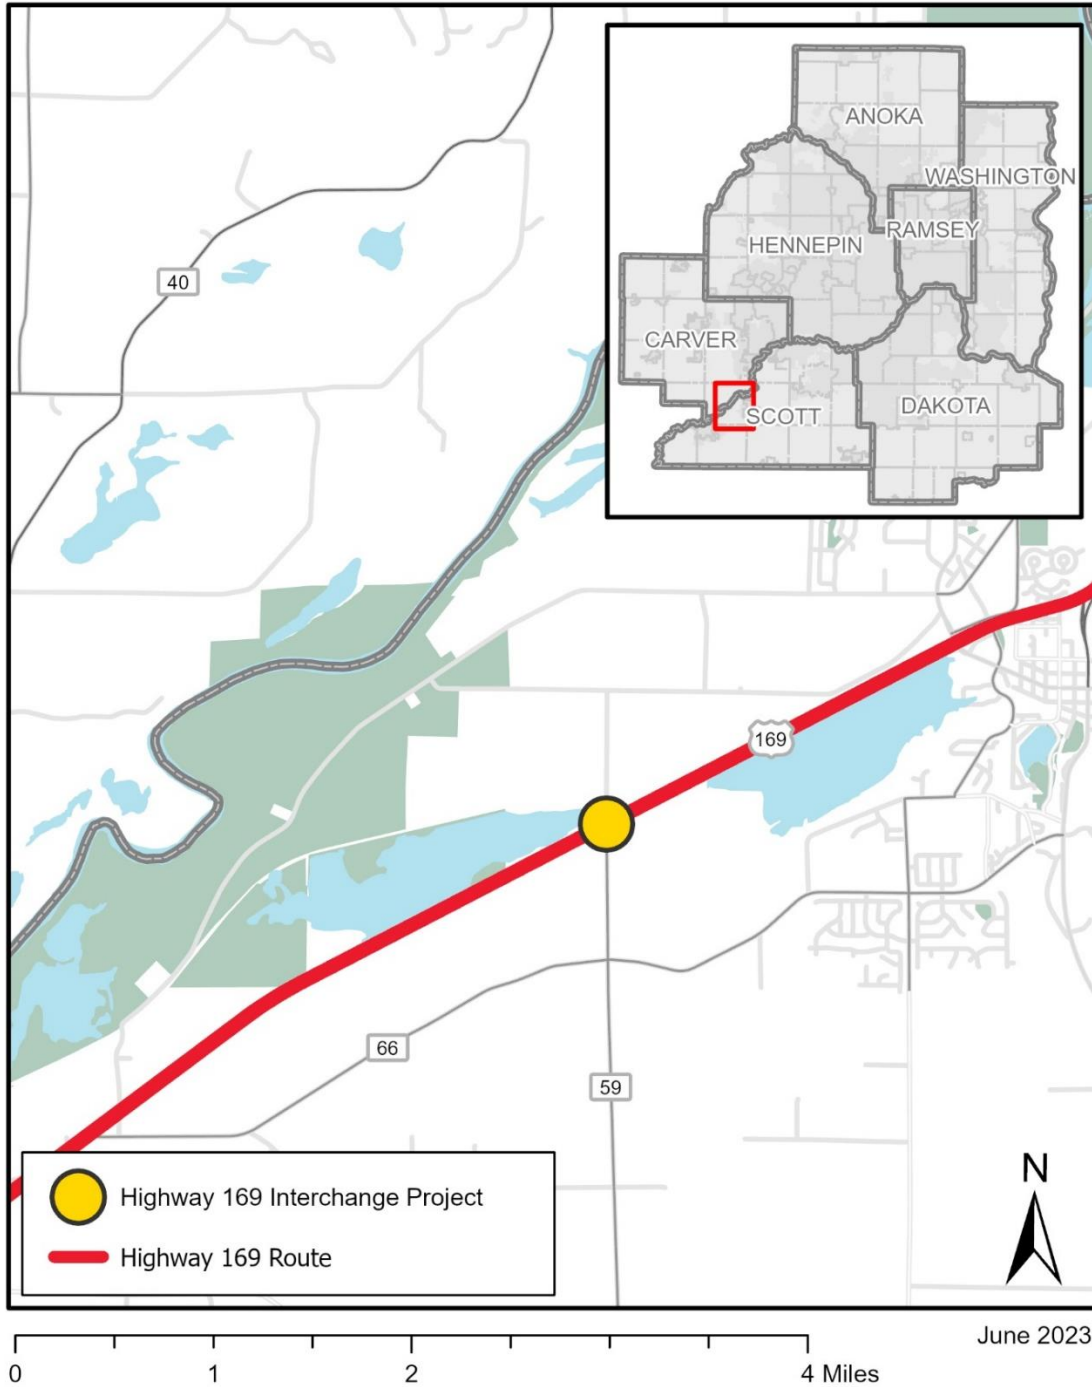 ANOKA
WASHINGTON
HENNEPIN
RAMSEY
CARVER
SCOTT
DAKOTA
40
169
66
59
N
Highway 169 Interchange Project
Highway 169 Route
June 2023
0 1 2 4 Miles